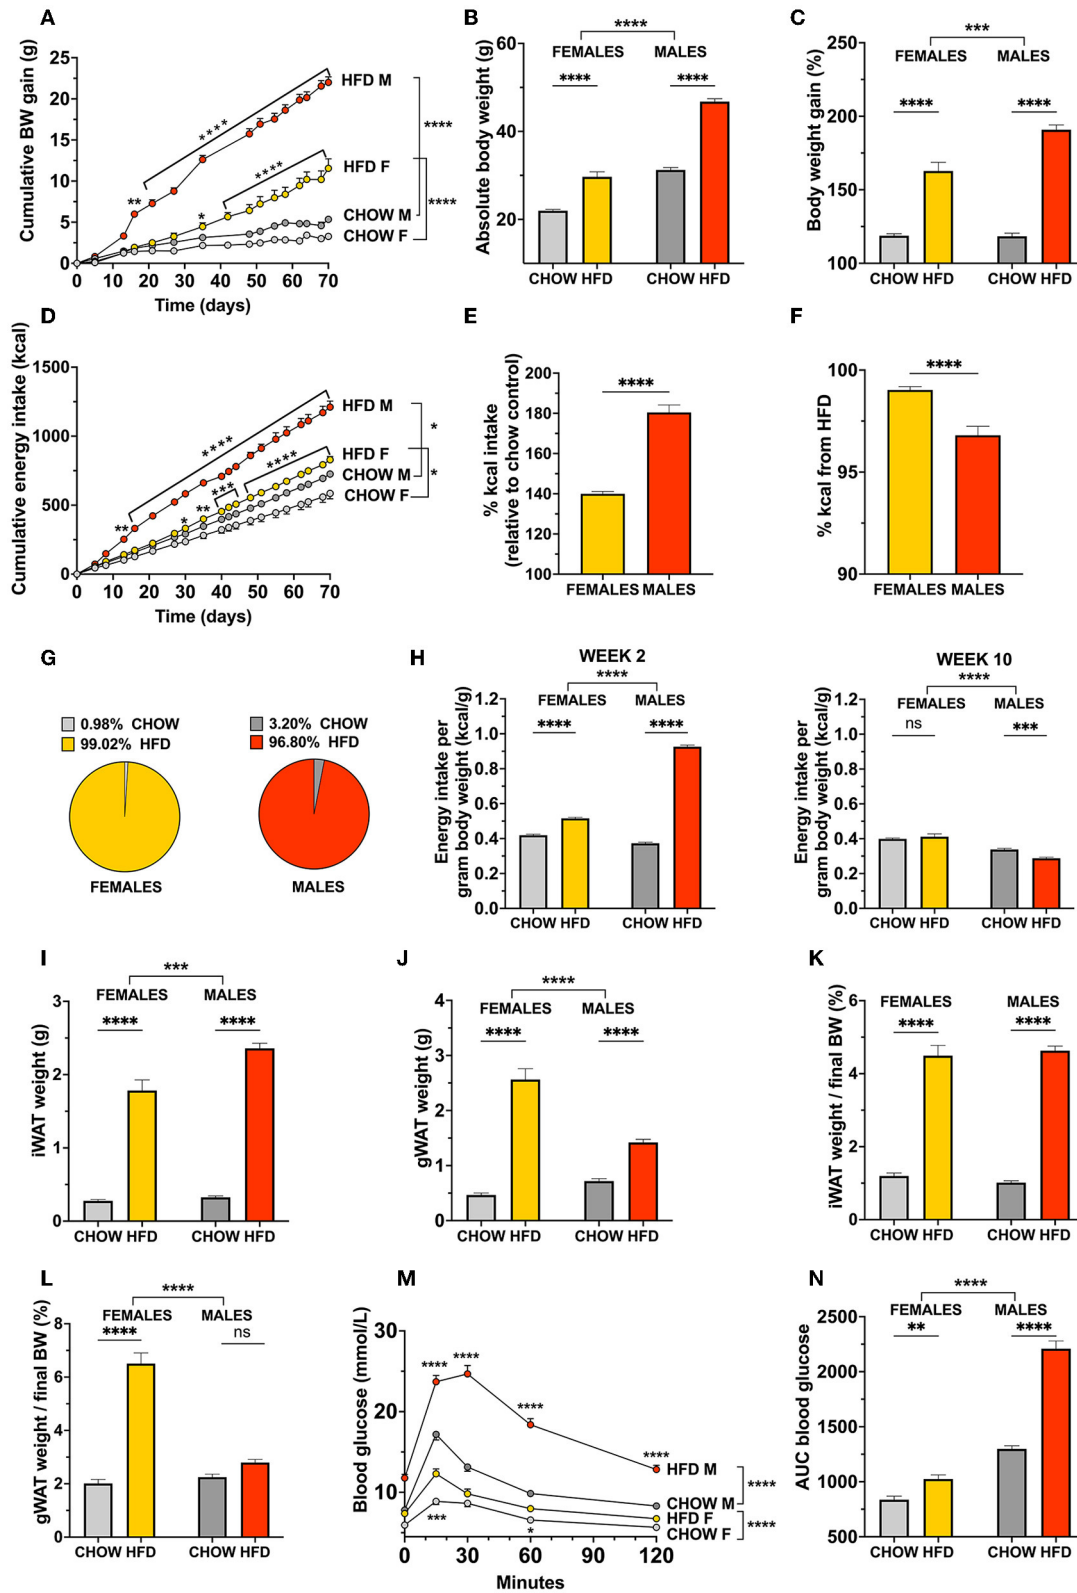 A
Cumulative BW gain (g)
25
20
15
10
5
0
0 10 20 30 40 50 60 70
Time (days)
**
****
*
****
HFD M
HFD F
CHOW M
CHOW F
****
****
B
Absolute body weight (g)
60
40
20
****
FEMALES MALES
**** ****
CHOW HFD CHOW HFD
C
Body weight gain (%)
250
200
150
100
***
FEMALES MALES
**** ****
CHOW HFD CHOW HFD
D
Cumulative energy intake (kcal)
1500
1000
500
0
0 10 20 30 40 50 60 70
Time (days)
**
****
*
**
***
****
HFD M
HFD F
CHOW M
CHOW F
*
*
E
% kcal intake
(relative to chow control)
200
180
160
140
120
100
****
FEMALES MALES
F
% kcal from HFD
100
95
90
****
FEMALES MALES
G
0.98% CHOW
99.02% HFD
FEMALES
3.20% CHOW
96.80% HFD
MALES
H
WEEK 2
****
FEMALES MALES
**** ****
Energy intake per
gram body weight (kcal/g)
1.2
1.0
0.8
0.6
0.4
0.2
0.0
CHOW HFD CHOW HFD
WEEK 10
****
FEMALES MALES
ns ***
Energy intake per
gram body weight (kcal/g)
1.2
1.0
0.8
0.6
0.4
0.2
0.0
CHOW HFD CHOW HFD
I
***
FEMALES MALES
**** ****
iWAT weight (g)
3
2
1
0
CHOW HFD CHOW HFD
J
****
FEMALES MALES
**** ****
gWAT weight (g)
4
3
2
1
0
CHOW HFD CHOW HFD
K
FEMALES MALES
**** ****
iWAT weight / final BW (%)
6
4
2
0
CHOW HFD CHOW HFD
L
****
FEMALES MALES
**** ns
gWAT weight / final BW (%)
8
6
4
2
0
CHOW HFD CHOW HFD
M
Blood glucose (mmol/L)
30
20
10
0 30 60 90 120
Minutes
**** **** **** ****
*** *
HFD M
CHOW M
HFD F
CHOW F
****
****
N
****
FEMALES MALES
** ****
AUC blood glucose
2500
2250
1500
1000
500
CHOW HFD CHOW HFD